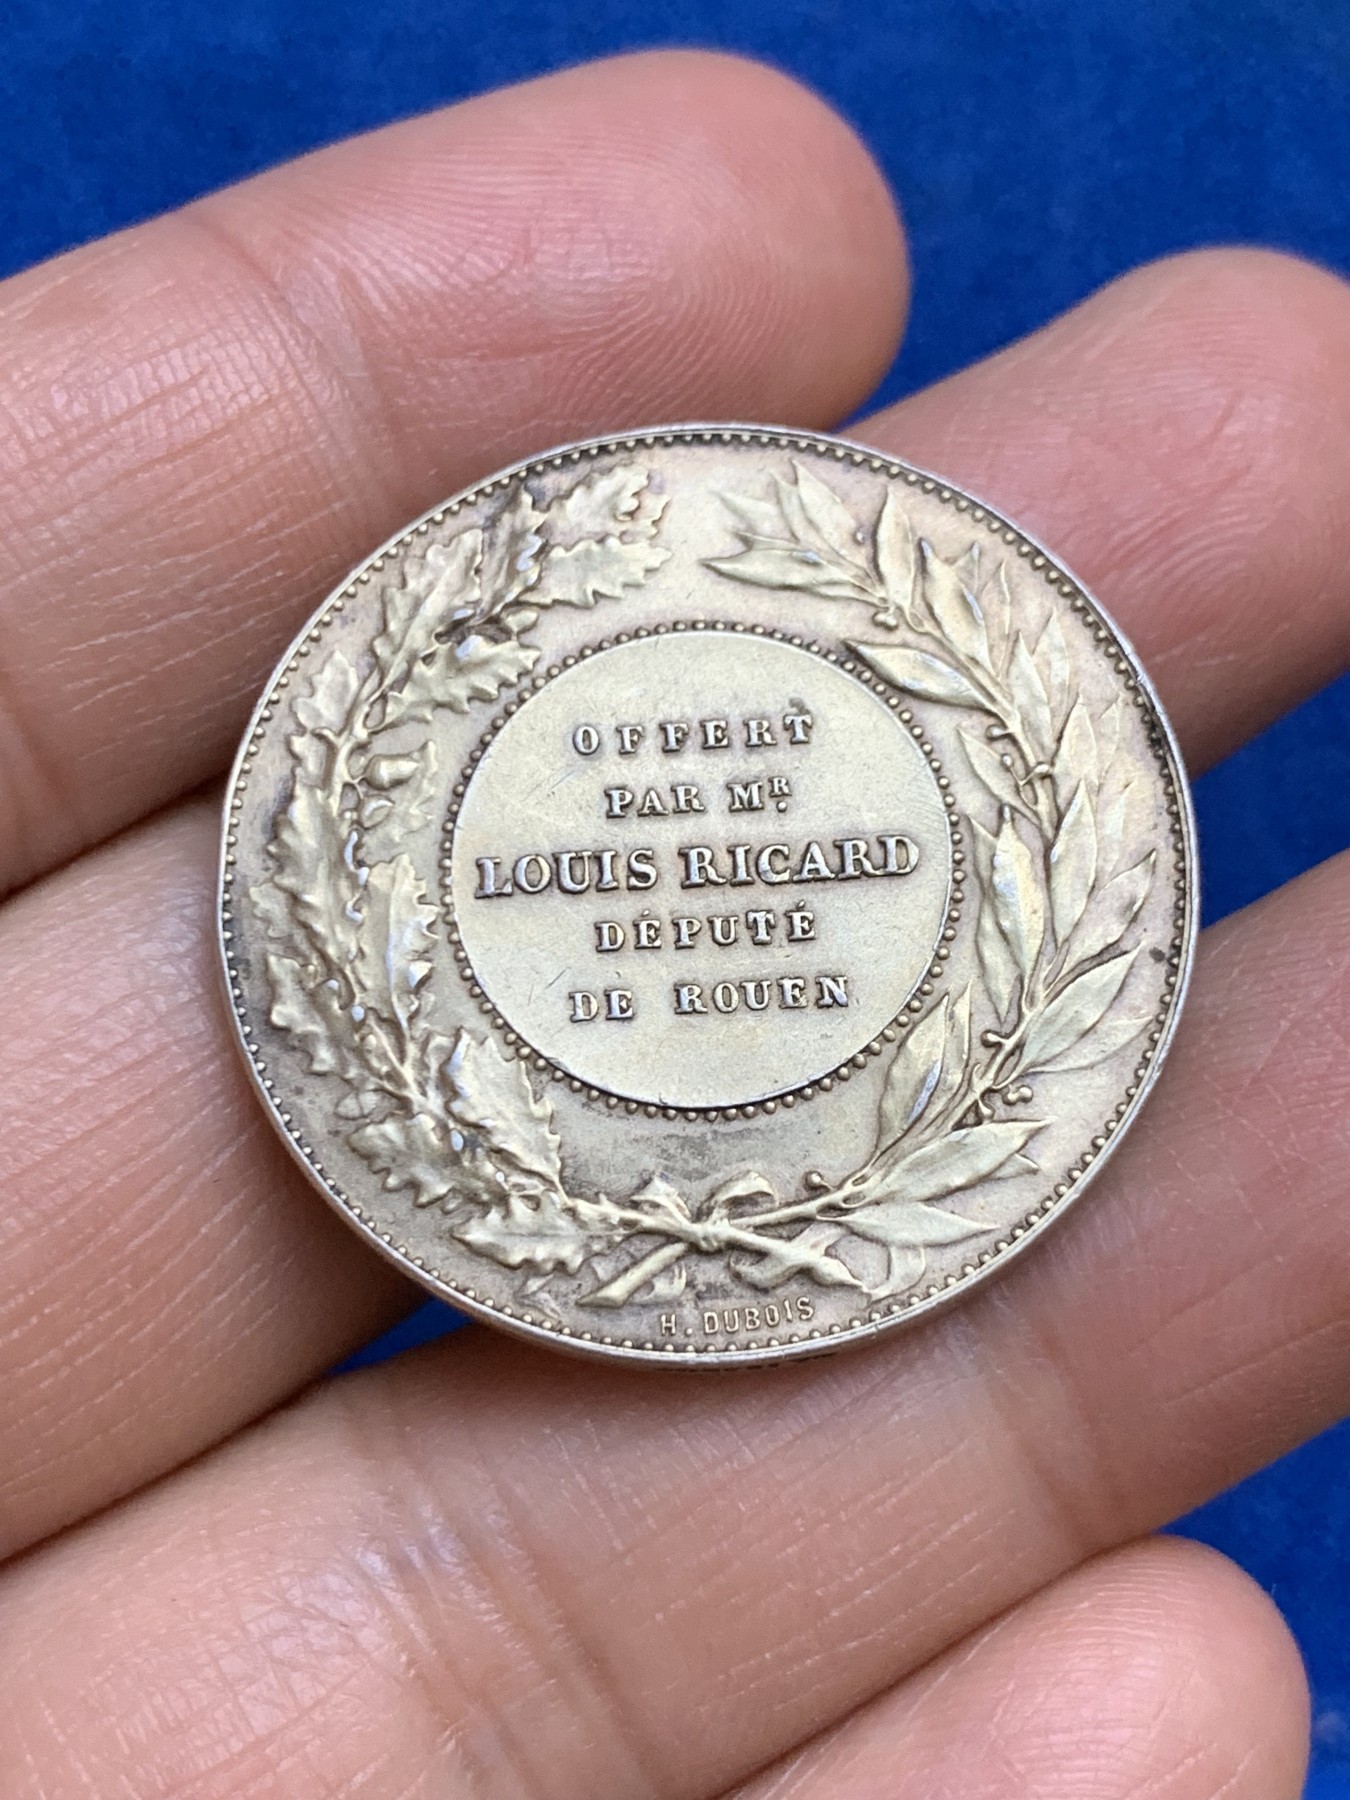 OFFERT
PAR MR.
LOUIS RICARD
DÉPUTÉ
DE ROUEN
H. DUBOIS